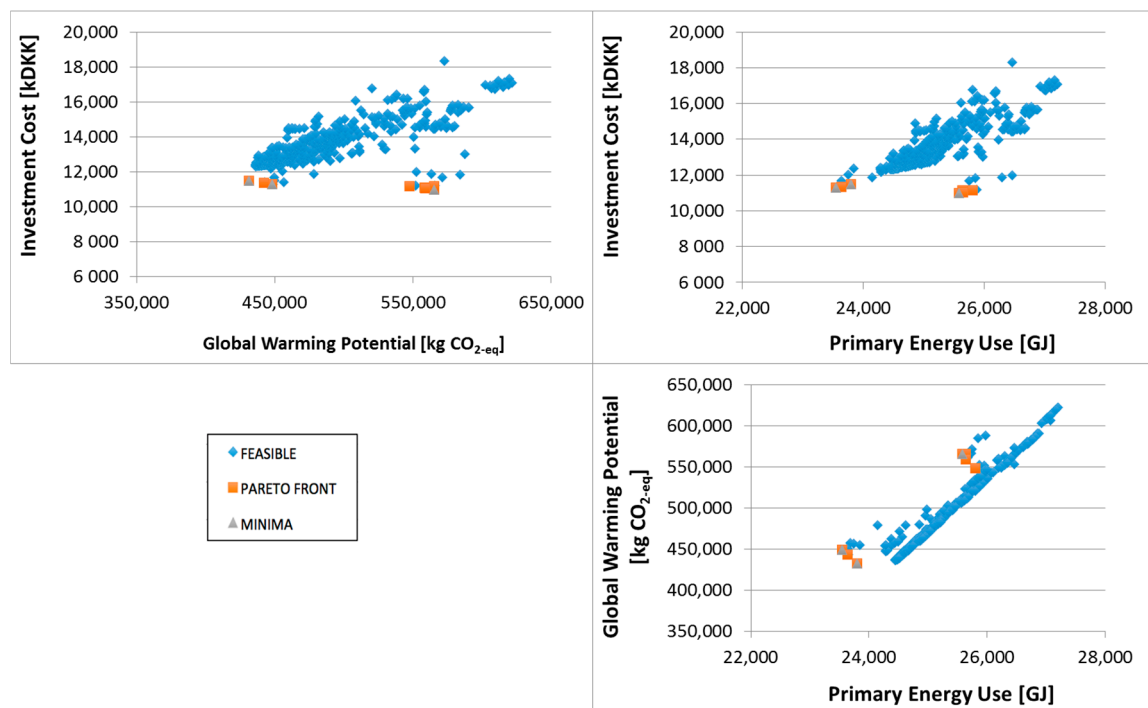 20,000
18,000
16,000
14,000
12,000
10,000
8 000
6 000
Investment Cost [kDKK]
350,000 450,000 550,000 650,000
Global Warming Potential [kg CO2-eq]
20,000
18,000
16,000
14,000
12,000
10,000
8 000
6 000
Investment Cost [kDKK]
22,000 24,000 26,000 28,000
Primary Energy Use [GJ]
FEASIBLE
PARETO FRONT
MINIMA
650,000
600,000
550,000
500,000
450,000
400,000
350,000
Global Warming Potential
[kg CO2-eq]
22,000 24,000 26,000 28,000
Primary Energy Use [GJ]